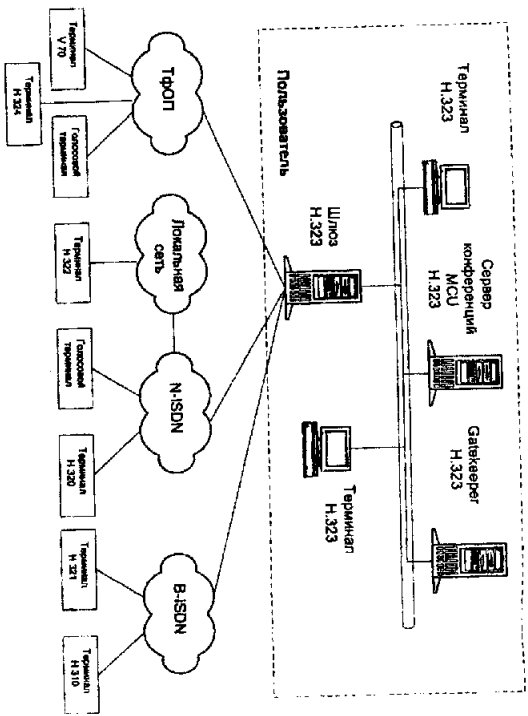 Терминал
H.323
Сервер
конференций
MCU
H.323
Gatekeeper
H.323
Шлюз
H.323
Терминал
H.323
Пользователь
ТфОП
Локальная
сеть
N-ISDN
B-ISDN
Терминал
V 70
Терминал
H 324
Голосовой терминал
Терминал
H 322
Голосовой
терминал
Терминал
H 320
Терминал
H 321
Терминал
H 310